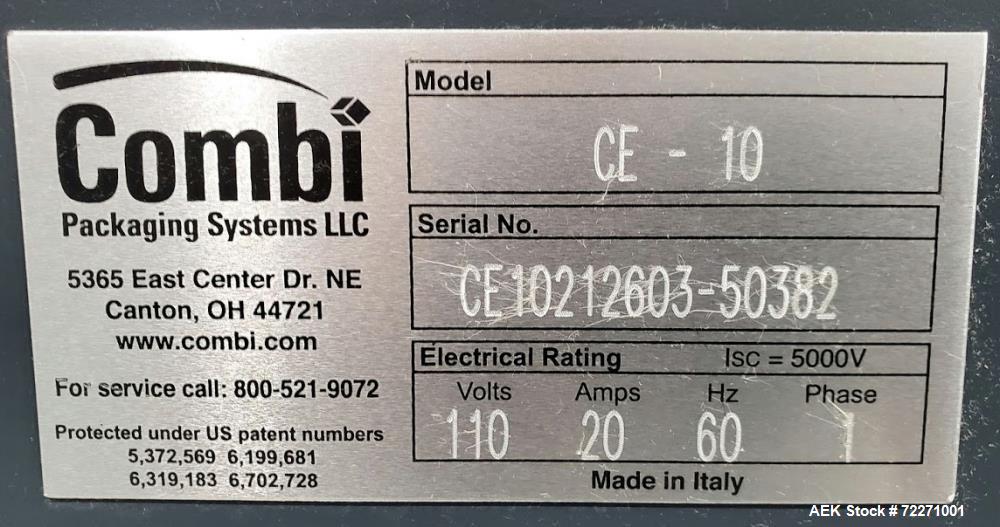 Combi
Packaging Systems LLC
5365 East Center Dr. NE
Canton, OH 44721
www.combi.com
For service call: 800-521-9072
Protected under US patent numbers
5,372,569 6,199,681
6,319,183 6,702,728
Model
CE - 10
Serial No.
CE10212603-50382
Electrical Rating Isc = 5000V
Volts Amps Hz Phase
110 20 60 1
Made in Italy
AEK Stock # 72271001